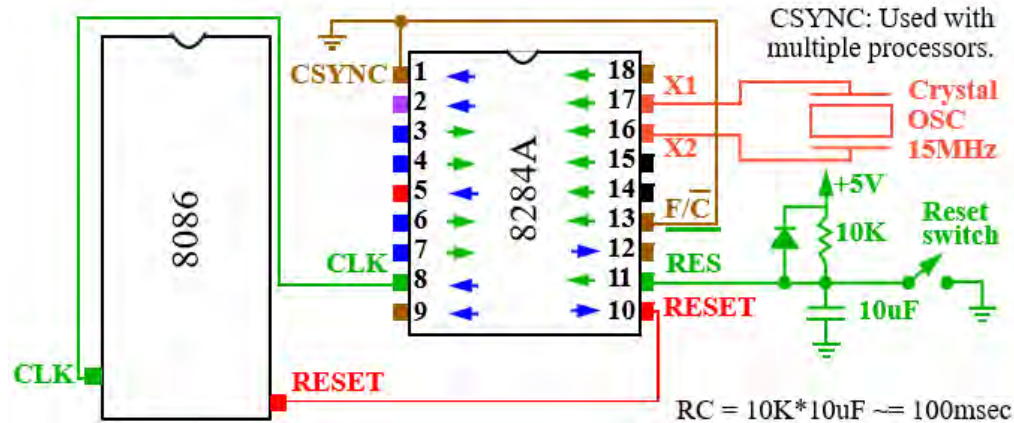 CSYNC: Used with
multiple processors.
CSYNC
1
2
3
4
5
6
7
8
9
18
17
16
15
14
13
12
11
10
8284A
8086
X1
X2
Crystal
OSC
15MHz
F/C̅
+5V
10K
Reset
switch
CLK
RES
RESET
10uF
CLK
RESET
RC = 10K*10uF ~= 100msec